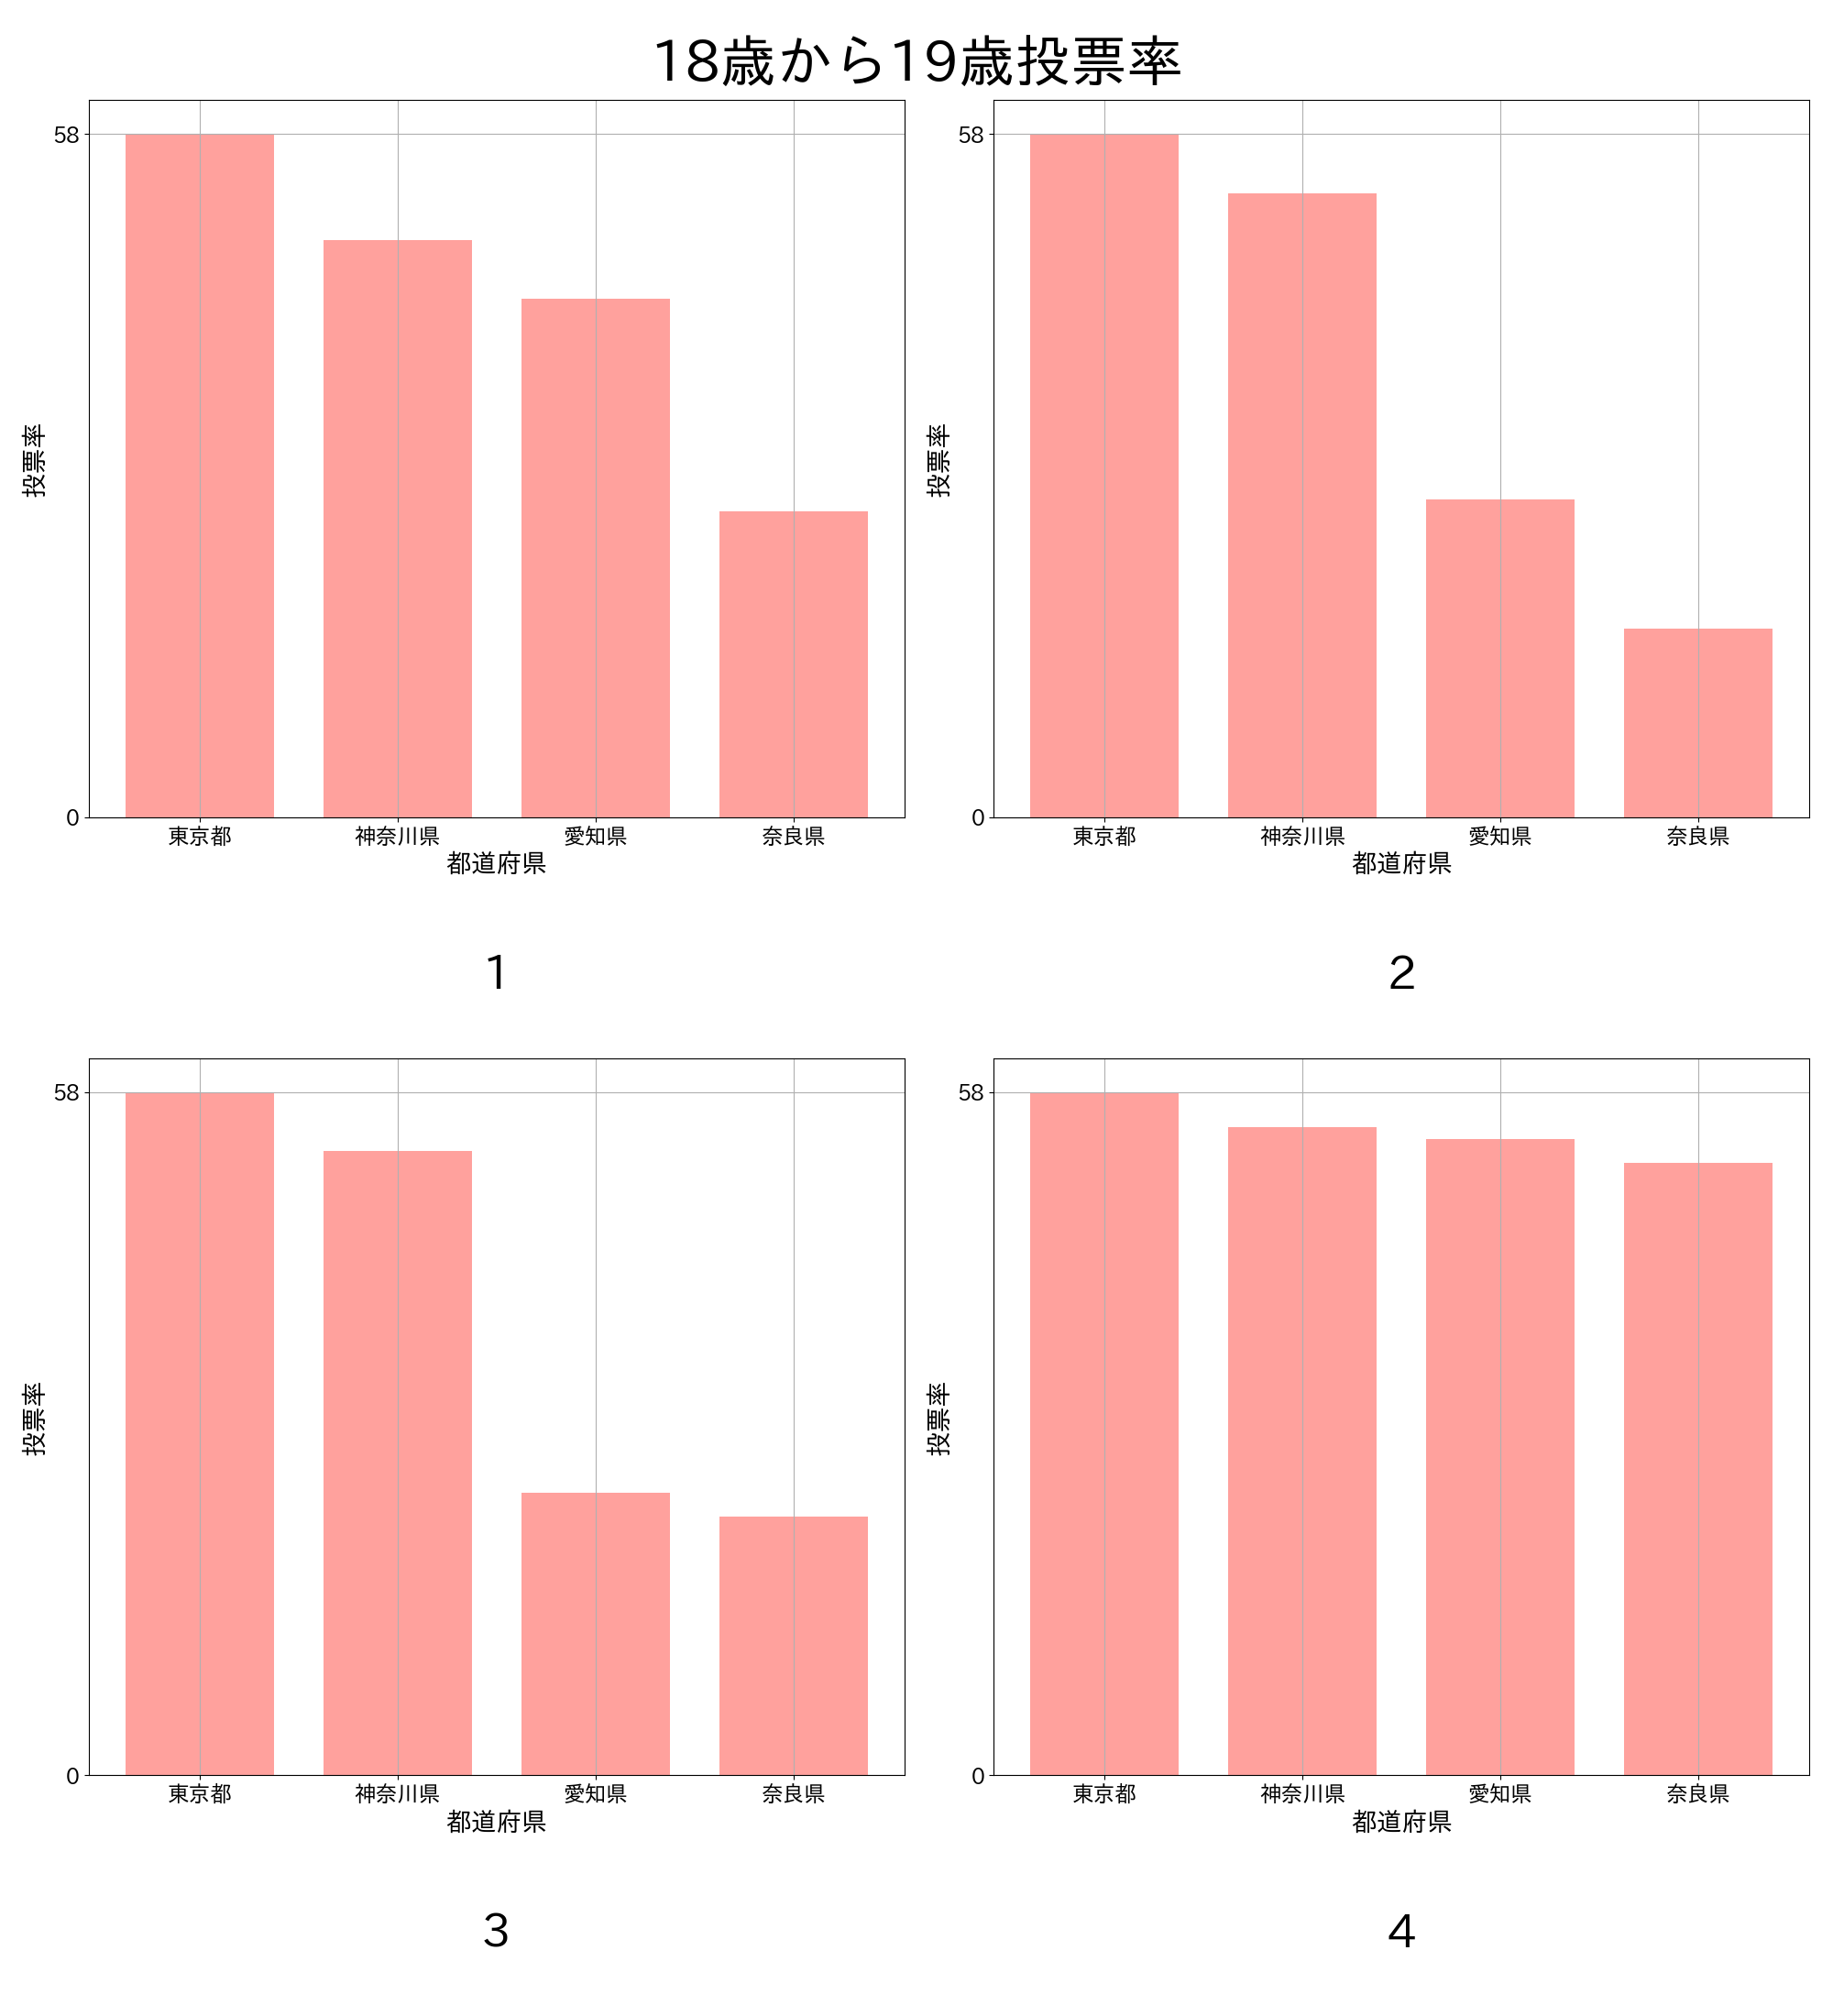 18歳から19歳投票率
58
0
投票率
東京都 神奈川県 愛知県 奈良県
都道府県
1
58
0
投票率
東京都 神奈川県 愛知県 奈良県
都道府県
2
58
0
投票率
東京都 神奈川県 愛知県 奈良県
都道府県
3
58
0
投票率
東京都 神奈川県 愛知県 奈良県
都道府県
4